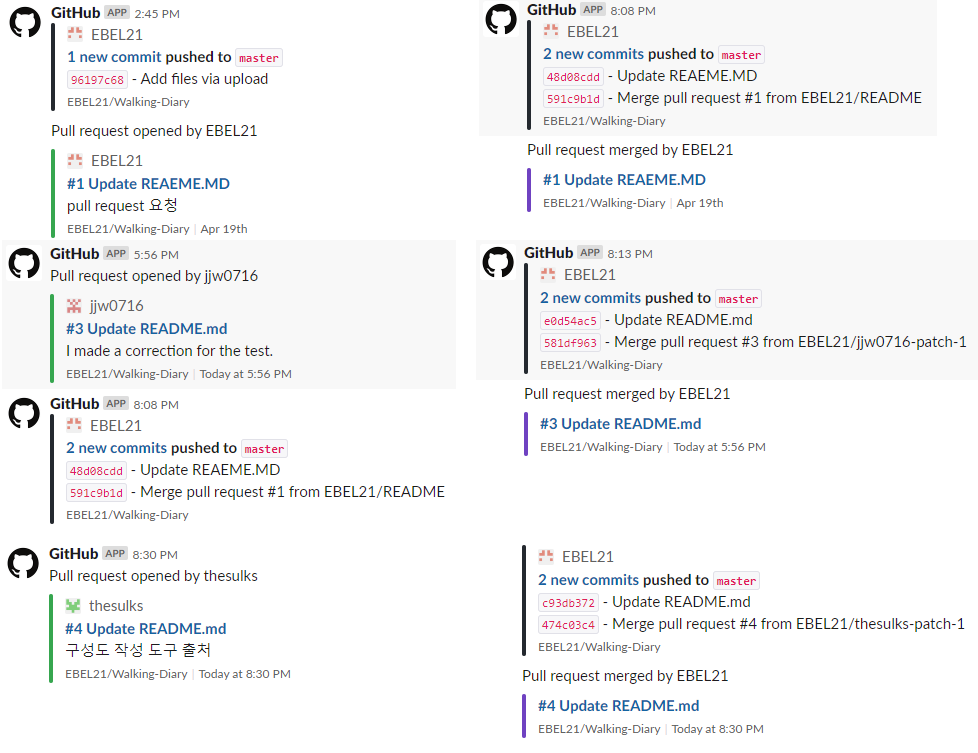 GitHub APP 2:45 PM
EBEL21
1 new commit pushed to master
96197c68 - Add files via upload
EBEL21/Walking-Diary
Pull request opened by EBEL21
EBEL21
#1 Update REAEME.MD
pull request 요청
EBEL21/Walking-Diary | Apr 19th
GitHub APP 5:56 PM
Pull request opened by jjw0716
jjw0716
#3 Update README.md
I made a correction for the test.
EBEL21/Walking-Diary | Today at 5:56 PM
GitHub APP 8:08 PM
EBEL21
2 new commits pushed to master
48d08cdd - Update REAEME.MD
591c9b1d - Merge pull request #1 from EBEL21/README
EBEL21/Walking-Diary
GitHub APP 8:30 PM
Pull request opened by thesulks
thesulks
#4 Update README.md
구성도 작성 도구 출처
EBEL21/Walking-Diary | Today at 8:30 PM
GitHub APP 8:08 PM
EBEL21
2 new commits pushed to master
48d08cdd - Update REAEME.MD
591c9b1d - Merge pull request #1 from EBEL21/README
EBEL21/Walking-Diary
Pull request merged by EBEL21
#1 Update REAEME.MD
EBEL21/Walking-Diary | Apr 19th
GitHub APP 8:13 PM
EBEL21
2 new commits pushed to master
e0d54ac5 - Update README.md
581df963 - Merge pull request #3 from EBEL21/jjw0716-patch-1
EBEL21/Walking-Diary
Pull request merged by EBEL21
#3 Update README.md
EBEL21/Walking-Diary | Today at 5:56 PM
EBEL21
2 new commits pushed to master
c93db372 - Update README.md
474c03c4 - Merge pull request #4 from EBEL21/thesulks-patch-1
EBEL21/Walking-Diary
Pull request merged by EBEL21
#4 Update README.md
EBEL21/Walking-Diary | Today at 8:30 PM